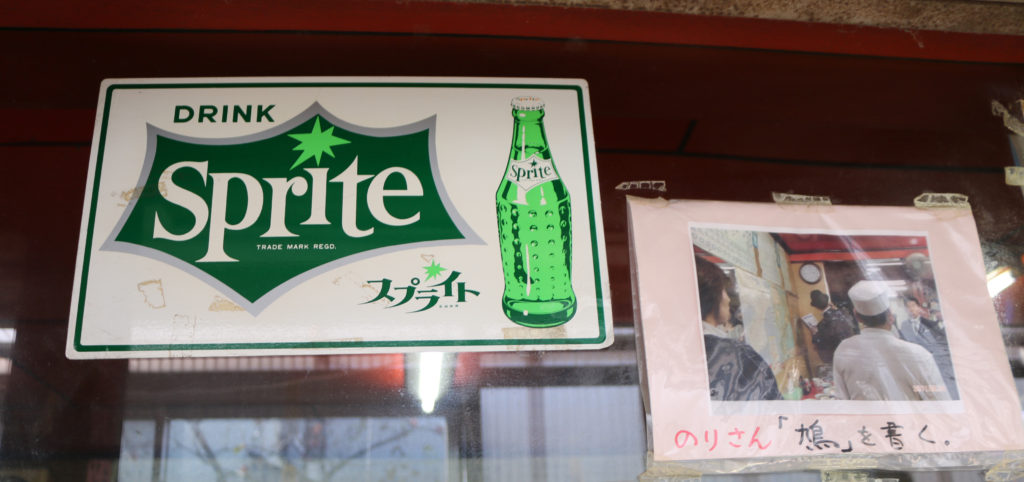 DRINK
Sprite
TRADE MARK REGD.
スプライト
Sprite
Sprite
のりさん「鳩」を書く。